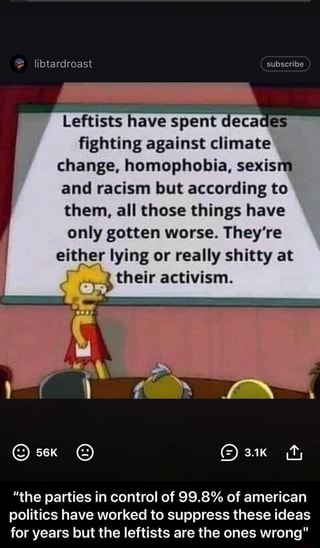 libtardroast
subscribe
Leftists have spent decades
fighting against climate
change, homophobia, sexism
and racism but according to
them, all those things have
only gotten worse. They're
either lying or really shitty at
their activism.
56K
3.1K
"the parties in control of 99.8% of american
politics have worked to suppress these ideas
for years but the leftists are the ones wrong"